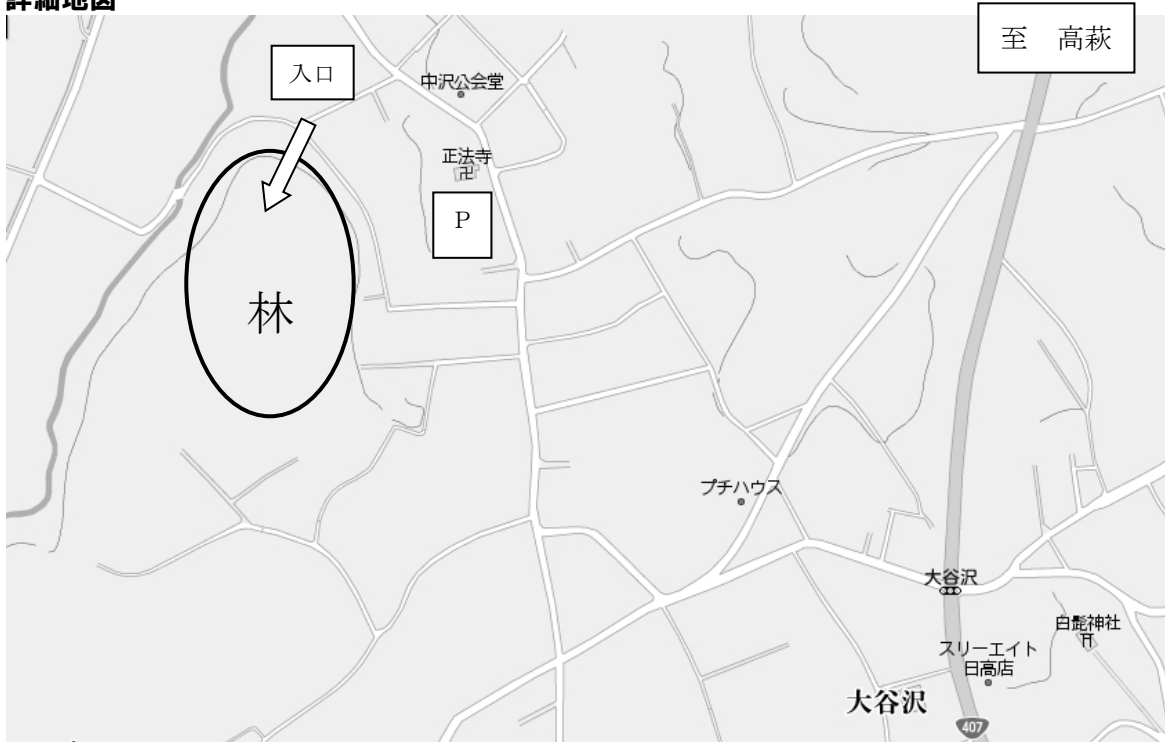 詳細地図
至　高萩
入口
中沢公会堂
正法寺
卍
P
林
プチハウス
大谷沢
白髭神社
スリーエイト
日高店
大谷沢
407